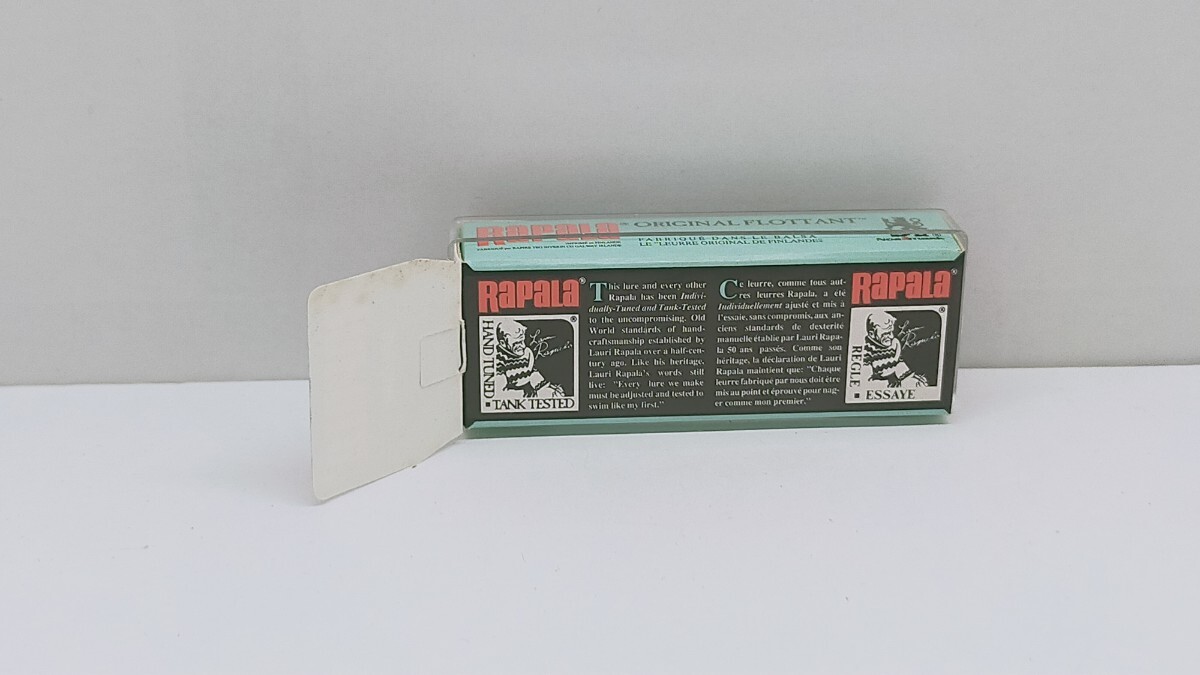 RAPALA® ORIGINAL FLOTTANT™
FABRIQUÉ DANS LE BALSA
LE LEURRE ORIGINAL DE FINLANDES
RAPALA®
HAND TUNED
TANK TESTED
This lure and every other
Rapala has been Indivi-
dually-Tuned and Tank-Tested
to the uncompromising, Old
World standards of hand-
craftsmanship established by
Lauri Rapala over a half-cen-
tury ago. Like his heritage,
Lauri Rapala's words still
live: "Every lure we make
must be adjusted and tested to
swim like my first."
Ce leurre, comme tous aut-
res leurres Rapala, a eté
Individuellement ajusté et mis à
l'essaie, sans compromis, aux an-
ciens standards de dexterité
manuelle établie par Lauri Rapa-
la 50 ans passés. Comme son
héritage, la déclaration de Lauri
Rapala maintient que: "Chaque
leurre fabrique par nous doit être
mis au point et éprouvé pour nag-
er comme mon premier."
RAPALA®
REGLE
ESSAYE